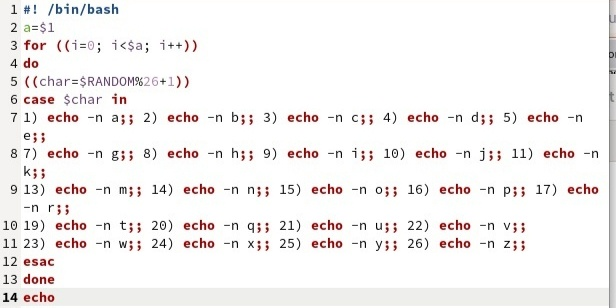 1 #! /bin/bash
2 a=$1
3 for ((i=0; i<$a; i++))
4 do
5 ((char=$RANDOM%26+1))
6 case $char in
7 1) echo -n a;; 2) echo -n b;; 3) echo -n c;; 4) echo -n d;; 5) echo -n
e;;
8 7) echo -n g;; 8) echo -n h;; 9) echo -n i;; 10) echo -n j;; 11) echo -n
k;;
9 13) echo -n m;; 14) echo -n n;; 15) echo -n o;; 16) echo -n p;; 17) echo
-n r;;
10 19) echo -n t;; 20) echo -n q;; 21) echo -n u;; 22) echo -n v;;
11 23) echo -n w;; 24) echo -n x;; 25) echo -n y;; 26) echo -n z;;
12 esac
13 done
14 echo